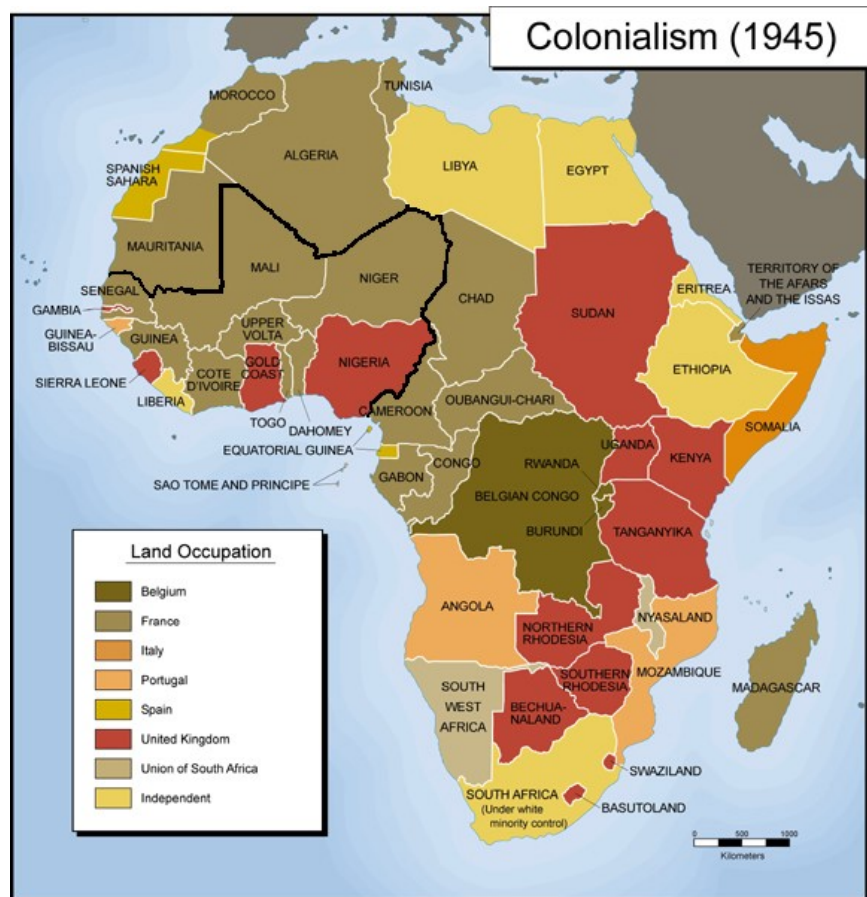 Colonialism (1945)
TUNISIA
MOROCCO
ALGERIA
LIBYA
EGYPT
SPANISH
SAHARA
MAURITANIA
MALI
NIGER
CHAD
SUDAN
ERITREA
TERRITORY OF
THE AFARS
AND THE ISSAS
SENEGAL
GAMBIA
GUINEA-
BISSAU
GUINEA
UPPER
VOLTA
SIERRA LEONE
COTE
D'IVOIRE
GOLD
COAST
NIGERIA
ETHIOPIA
LIBERIA
TOGO
DAHOMEY
CAMEROON
OUBANGUI-CHARI
SOMALIA
EQUATORIAL GUINEA
SAO TOME AND PRINCIPE
GABON
CONGO
RWANDA
UGANDA
KENYA
BELGIAN CONGO
BURUNDI
TANGANYIKA
ANGOLA
NORTHERN
RHODESIA
NYASALAND
SOUTH
WEST
AFRICA
SOUTHERN
RHODESIA
MOZAMBIQUE
BECHUA-
NALAND
MADAGASCAR
SOUTH AFRICA
(Under white
minority control)
SWAZILAND
BASUTOLAND
Land Occupation
Belgium
France
Italy
Portugal
Spain
United Kingdom
Union of South Africa
Independent
0 500 1000
Kilometers